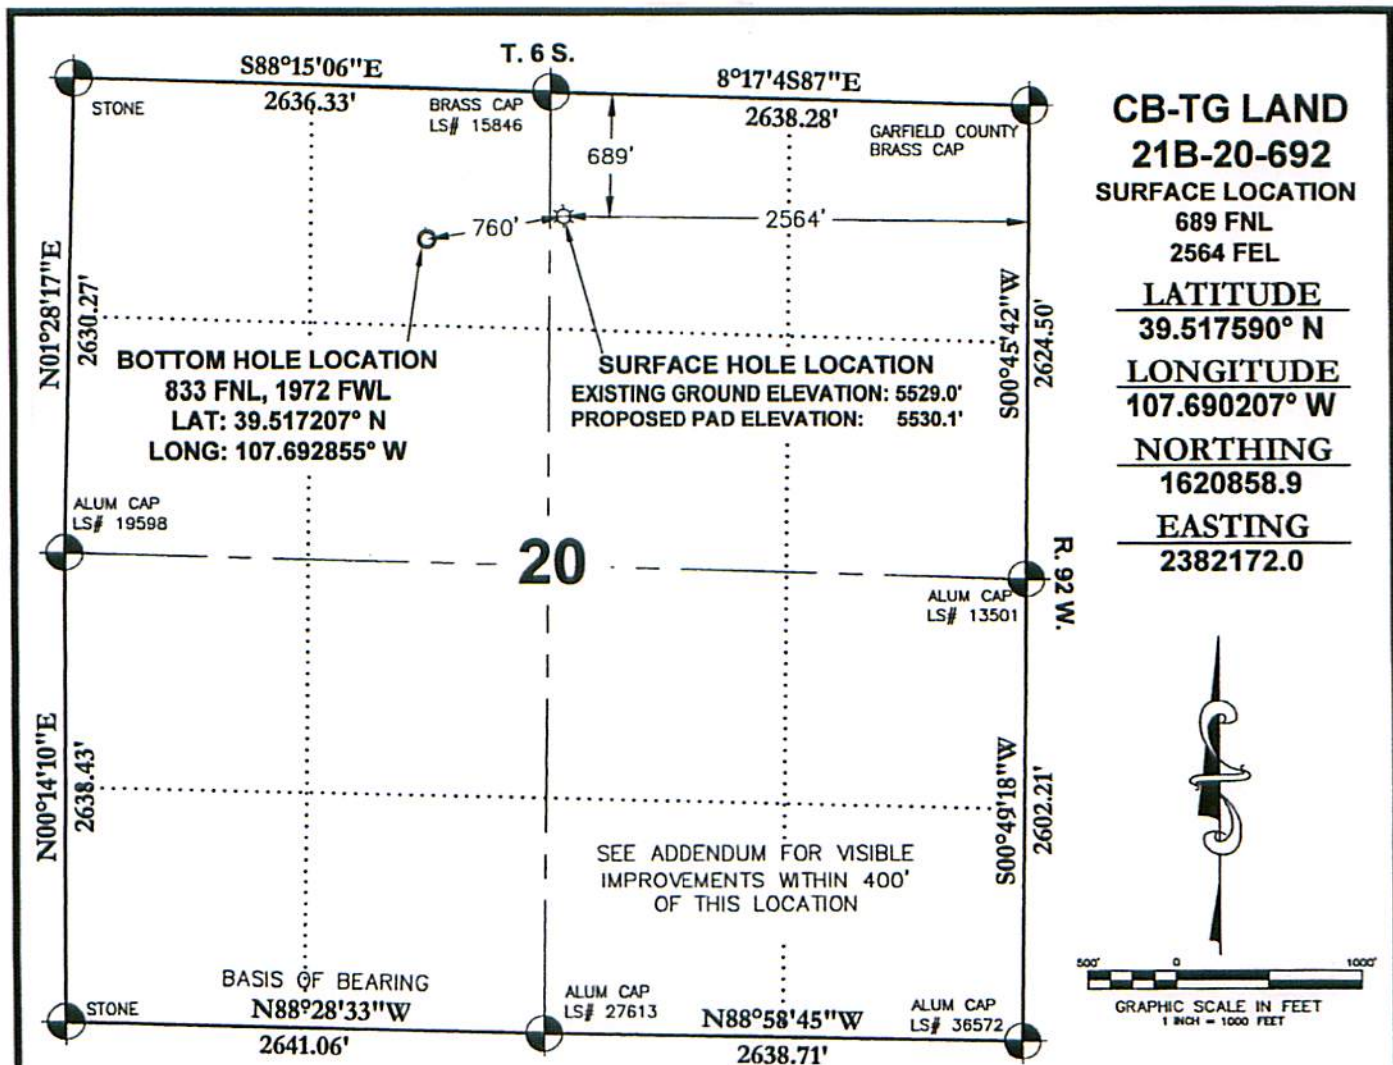 T. 6 S.
S88°15'06"E
2636.33'
8°17'4S87"E
2638.28'
STONE
BRASS CAP
LS# 15846
GARFIELD COUNTY
BRASS CAP
689'
760'
2564'
N01°28'17"E
2630.27'
S00°45'42"W
2624.50'
BOTTOM HOLE LOCATION
833 FNL, 1972 FWL
LAT: 39.517207° N
LONG: 107.692855° W
SURFACE HOLE LOCATION
EXISTING GROUND ELEVATION: 5529.0'
PROPOSED PAD ELEVATION: 5530.1'
ALUM CAP
LS# 19598
20
R. 92 W.
ALUM CAP
LS# 13501
N00°14'10"E
2638.43'
S00°49'18"W
2602.21'
SEE ADDENDUM FOR VISIBLE
IMPROVEMENTS WITHIN 400'
OF THIS LOCATION
BASIS OF BEARING
N88°28'33"W
2641.06'
STONE
ALUM CAP
LS# 27613
N88°58'45"W
2638.71'
ALUM CAP
LS# 36572
CB-TG LAND
21B-20-692
SURFACE LOCATION
689 FNL
2564 FEL
LATITUDE
39.517590° N
LONGITUDE
107.690207° W
NORTHING
1620858.9
EASTING
2382172.0
500' 0 1000'
GRAPHIC SCALE IN FEET
1 INCH = 1000 FEET